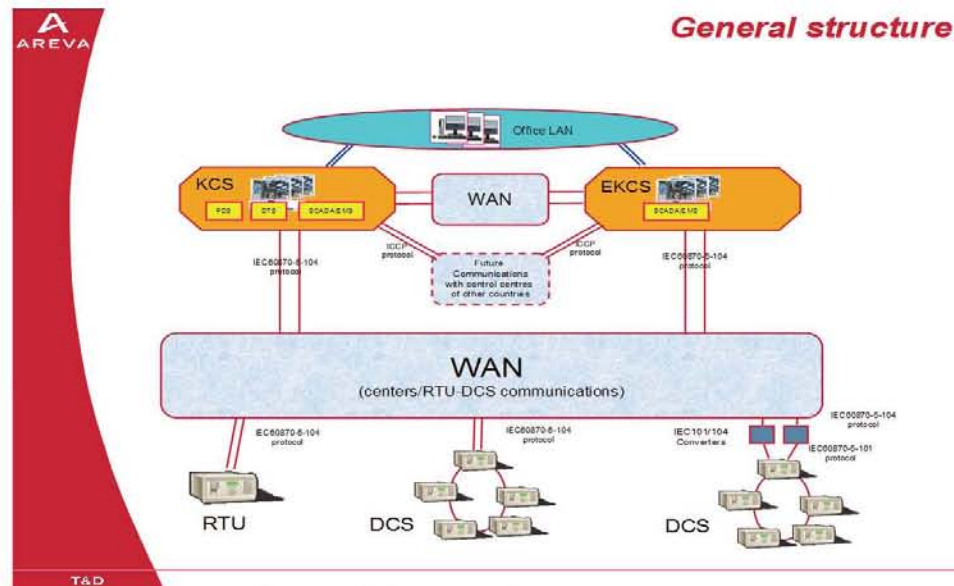 AREVA
General structure
Office LAN
KCS
PDS
DTS
SCADA/EMS
WAN
EKCS
SCADA/EMS
IEC60870-5-104
protocol
ICCP
protocol
Future
Communications
with control centres
of other countries
ICCP
protocol
IEC60870-5-104
protocol
WAN
(centers/RTU-DCS communications)
IEC60870-5-104
protocol
RTU
IEC60870-5-104
protocol
DCS
IEC101/104
Converters
IEC60870-5-104
protocol
IEC60870-5-101
protocol
DCS
T&D